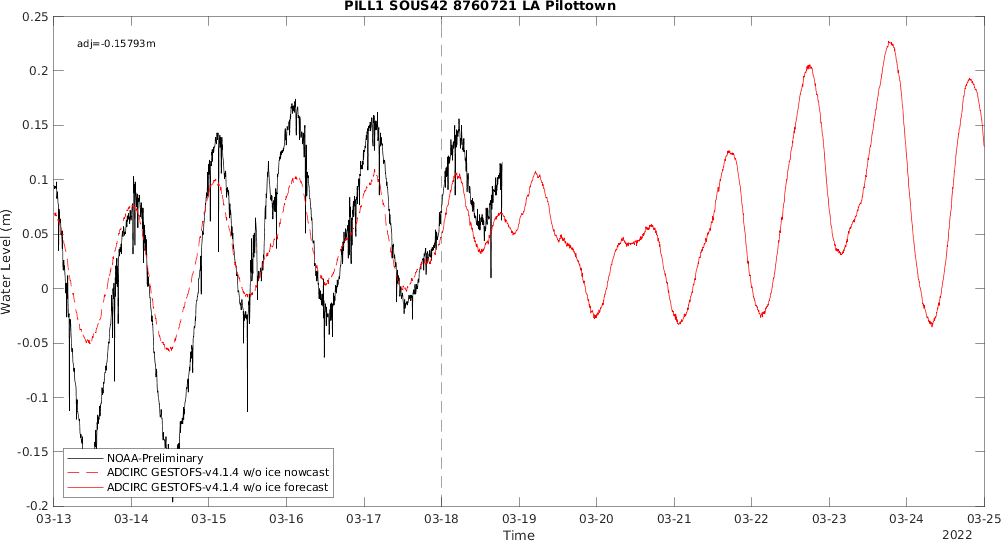 PILL1 SOUS42 8760721 LA Pilottown
adj=-0.15793m
0.25
0.2
0.15
0.1
0.05
0
-0.05
-0.1
-0.15
-0.2
Water Level (m)
NOAA-Preliminary
ADCIRC GESTOFS-v4.1.4 w/o ice nowcast
ADCIRC GESTOFS-v4.1.4 w/o ice forecast
03-13 03-14 03-15 03-16 03-17 03-18 03-19 03-20 03-21 03-22 03-23 03-24 03-25
Time
2022